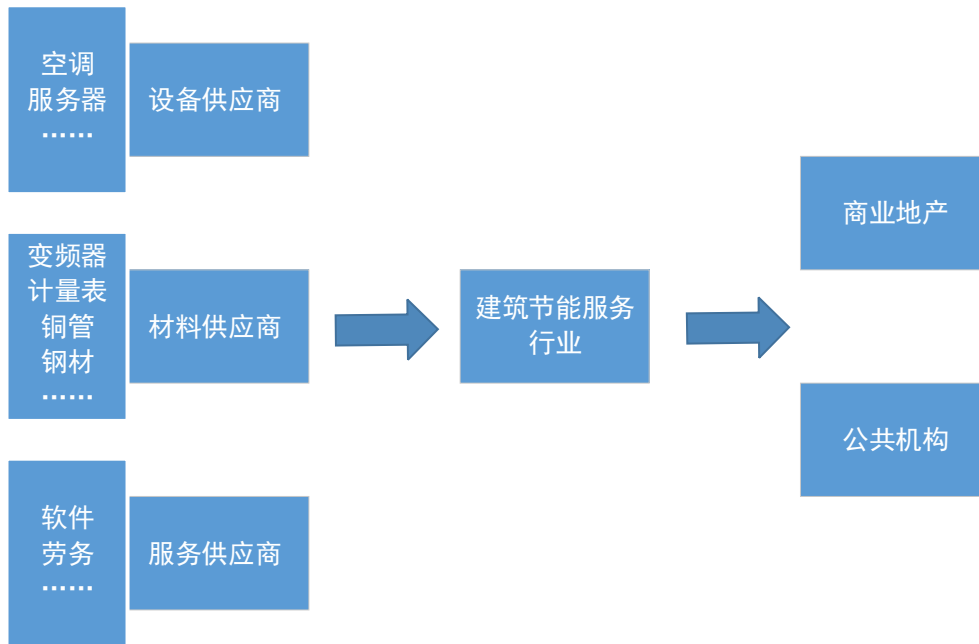 空调
服务器
……
设备供应商
变频器
计量表
铜管
钢材
……
材料供应商
软件
劳务
……
服务供应商
建筑节能服务
行业
商业地产
公共机构